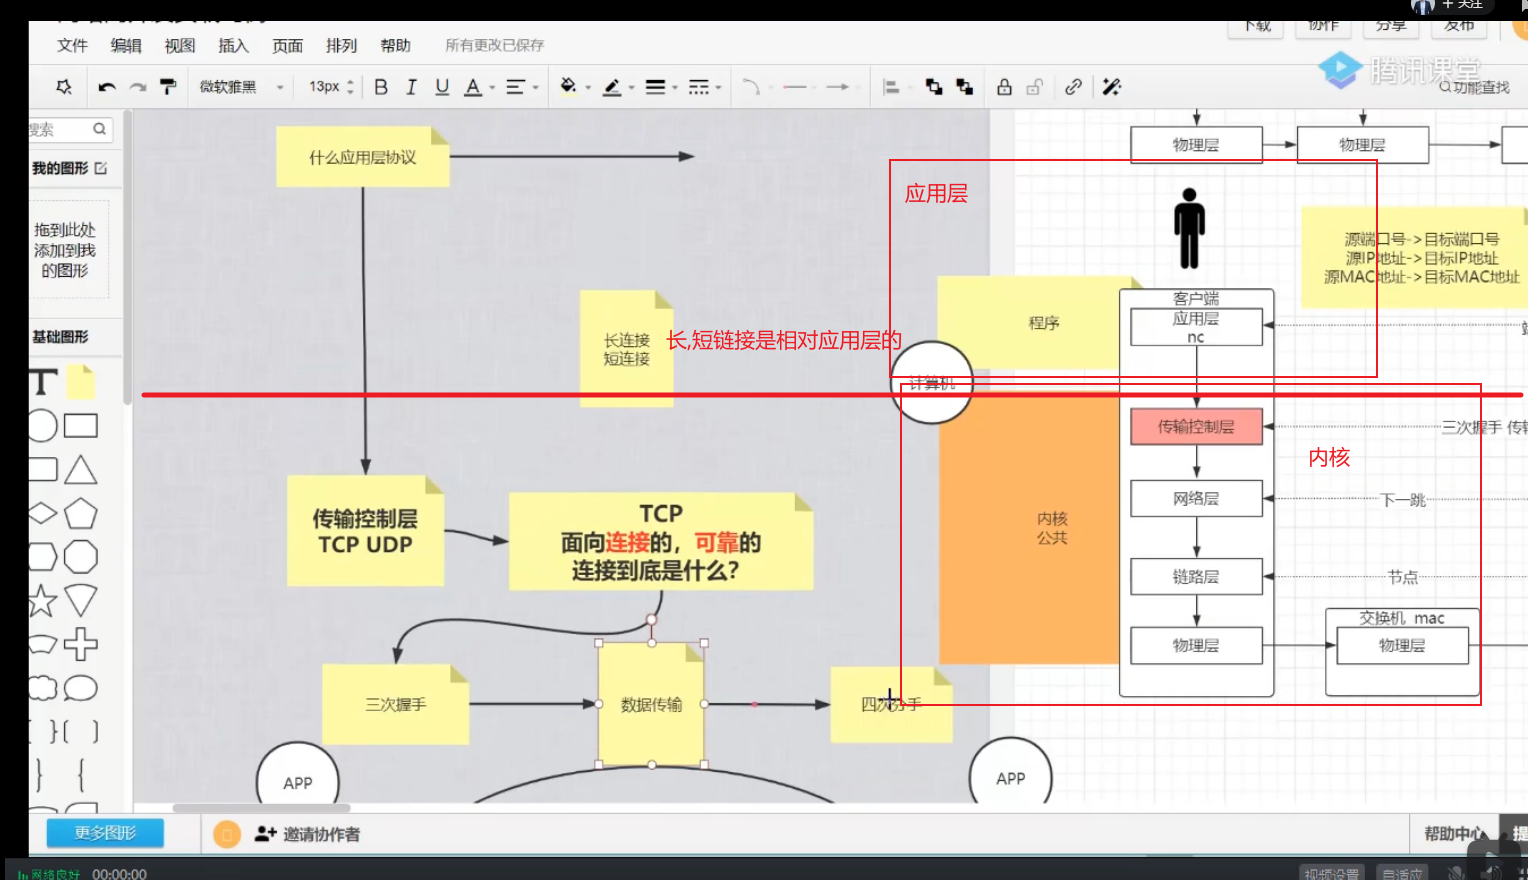 + 关注
文件 编辑 视图 插入 页面 排列 帮助 所有更改已保存
下载 协作 分享 发布
腾讯课堂
微软雅黑 13px B I U A
功能查找
搜索
我的图形
拖到此处
添加到我
的图形
基础图形
T
什么应用层协议
物理层 物理层
应用层
源端口号->目标端口号
源IP地址->目标IP地址
源MAC地址->目标MAC地址
程序
客户端
应用层
nc
长连接
短连接
长,短链接是相对应用层的
计算机
传输控制层
三次握手 传输
内核
网络层
下一跳
内核
公共
传输控制层
TCP UDP
TCP
面向连接的，可靠的
连接到底是什么？
链路层
节点
交换机 mac
物理层
物理层
三次握手
数据传输
四次分手
APP
APP
更多图形
邀请协作者
帮助中心
提
网络良好 00:00:00
视频设置 自适应